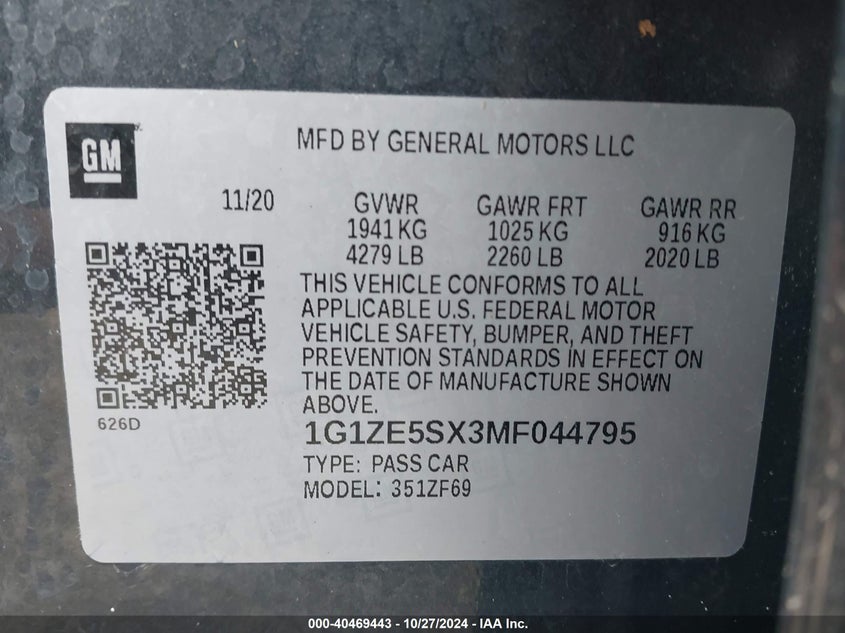 GM
MFD BY GENERAL MOTORS LLC
11/20
GVWR GAWR FRT GAWR RR
1941 KG 1025 KG 916 KG
4279 LB 2260 LB 2020 LB
THIS VEHICLE CONFORMS TO ALL
APPLICABLE U.S. FEDERAL MOTOR
VEHICLE SAFETY, BUMPER, AND THEFT
PREVENTION STANDARDS IN EFFECT ON
THE DATE OF MANUFACTURE SHOWN
ABOVE.
626D
1G1ZE5SX3MF044795
TYPE: PASS CAR
MODEL: 351ZF69
000-40469443 - 10/27/2024 - IAA Inc.